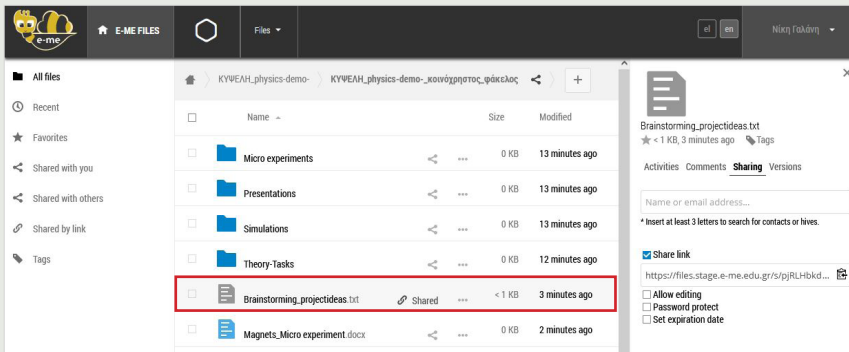 e-me
E-ME FILES
Files
el
en
Νίκη Γαλάνη
All files
Recent
Favorites
Shared with you
Shared with others
Shared by link
Tags
ΚΥΨΕΛΗ_physics-demo-
ΚΥΨΕΛΗ_physics-demo-_κοινόχρηστος_φάκελος
+
Name
Size
Modified
Micro experiments
0 KB
13 minutes ago
Presentations
0 KB
13 minutes ago
Simulations
0 KB
13 minutes ago
Theory-Tasks
0 KB
12 minutes ago
Brainstorming_projectideas.txt
Shared
< 1 KB
3 minutes ago
Magnets_Micro experiment.docx
0 KB
2 minutes ago
Brainstorming_projectideas.txt
< 1 KB, 3 minutes ago Tags
Activities Comments Sharing Versions
Name or email address...
* Insert at least 3 letters to search for contacts or hives.
Share link
https://files.stage.e-me.edu.gr/s/pjRLHbkd...
Allow editing
Password protect
Set expiration date